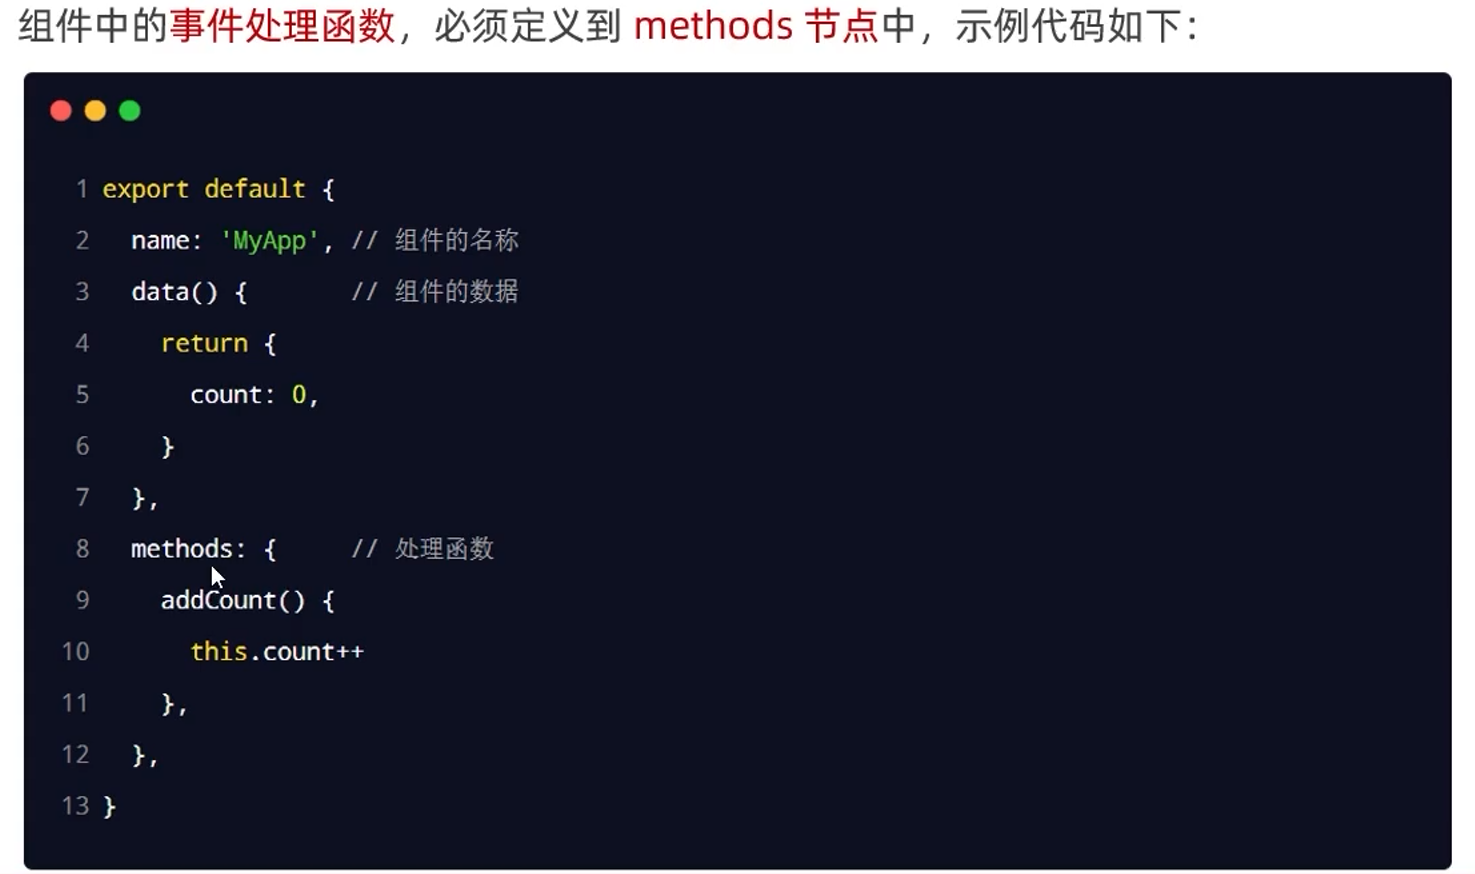 组件中的事件处理函数，必须定义到 methods 节点中，示例代码如下：
1 export default {
2   name: 'MyApp', // 组件的名称
3   data() {       // 组件的数据
4     return {
5       count: 0,
6     }
7   },
8   methods: {     // 处理函数
9     addCount() {
10       this.count++
11     },
12   },
13 }